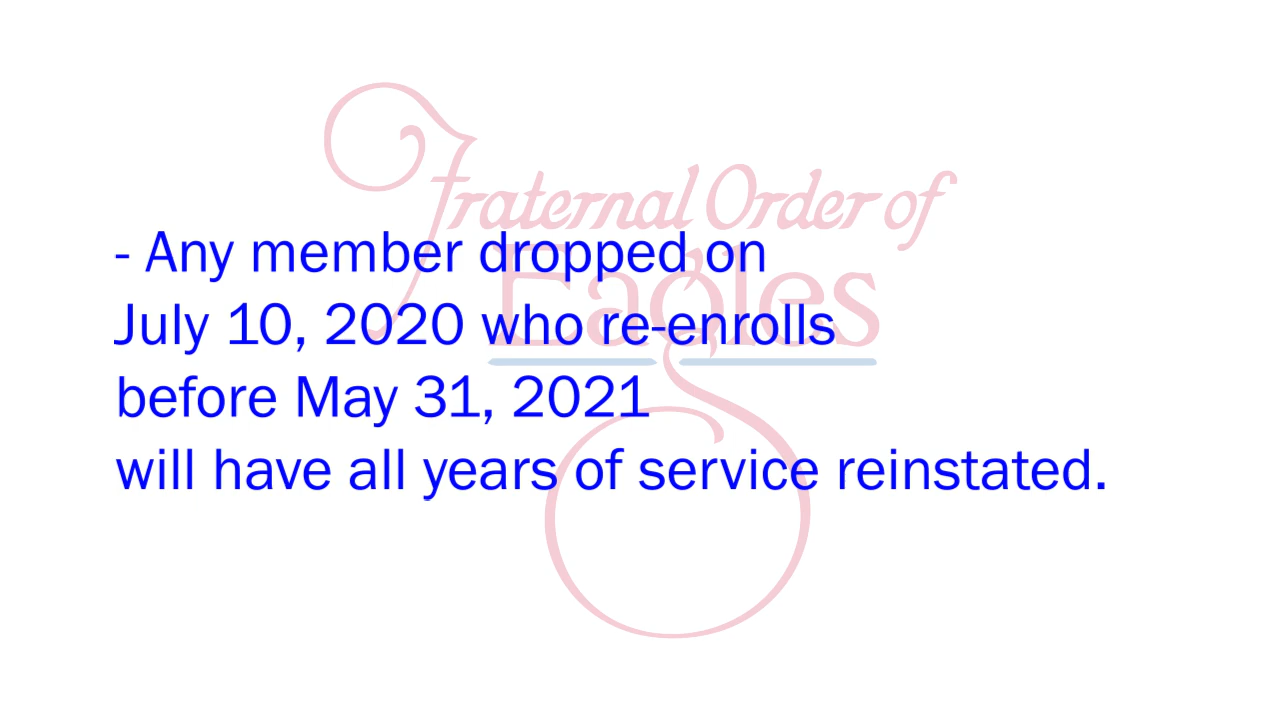 Fraternal Order of
Eagles
- Any member dropped on
July 10, 2020 who re-enrolls
before May 31, 2021
will have all years of service reinstated.